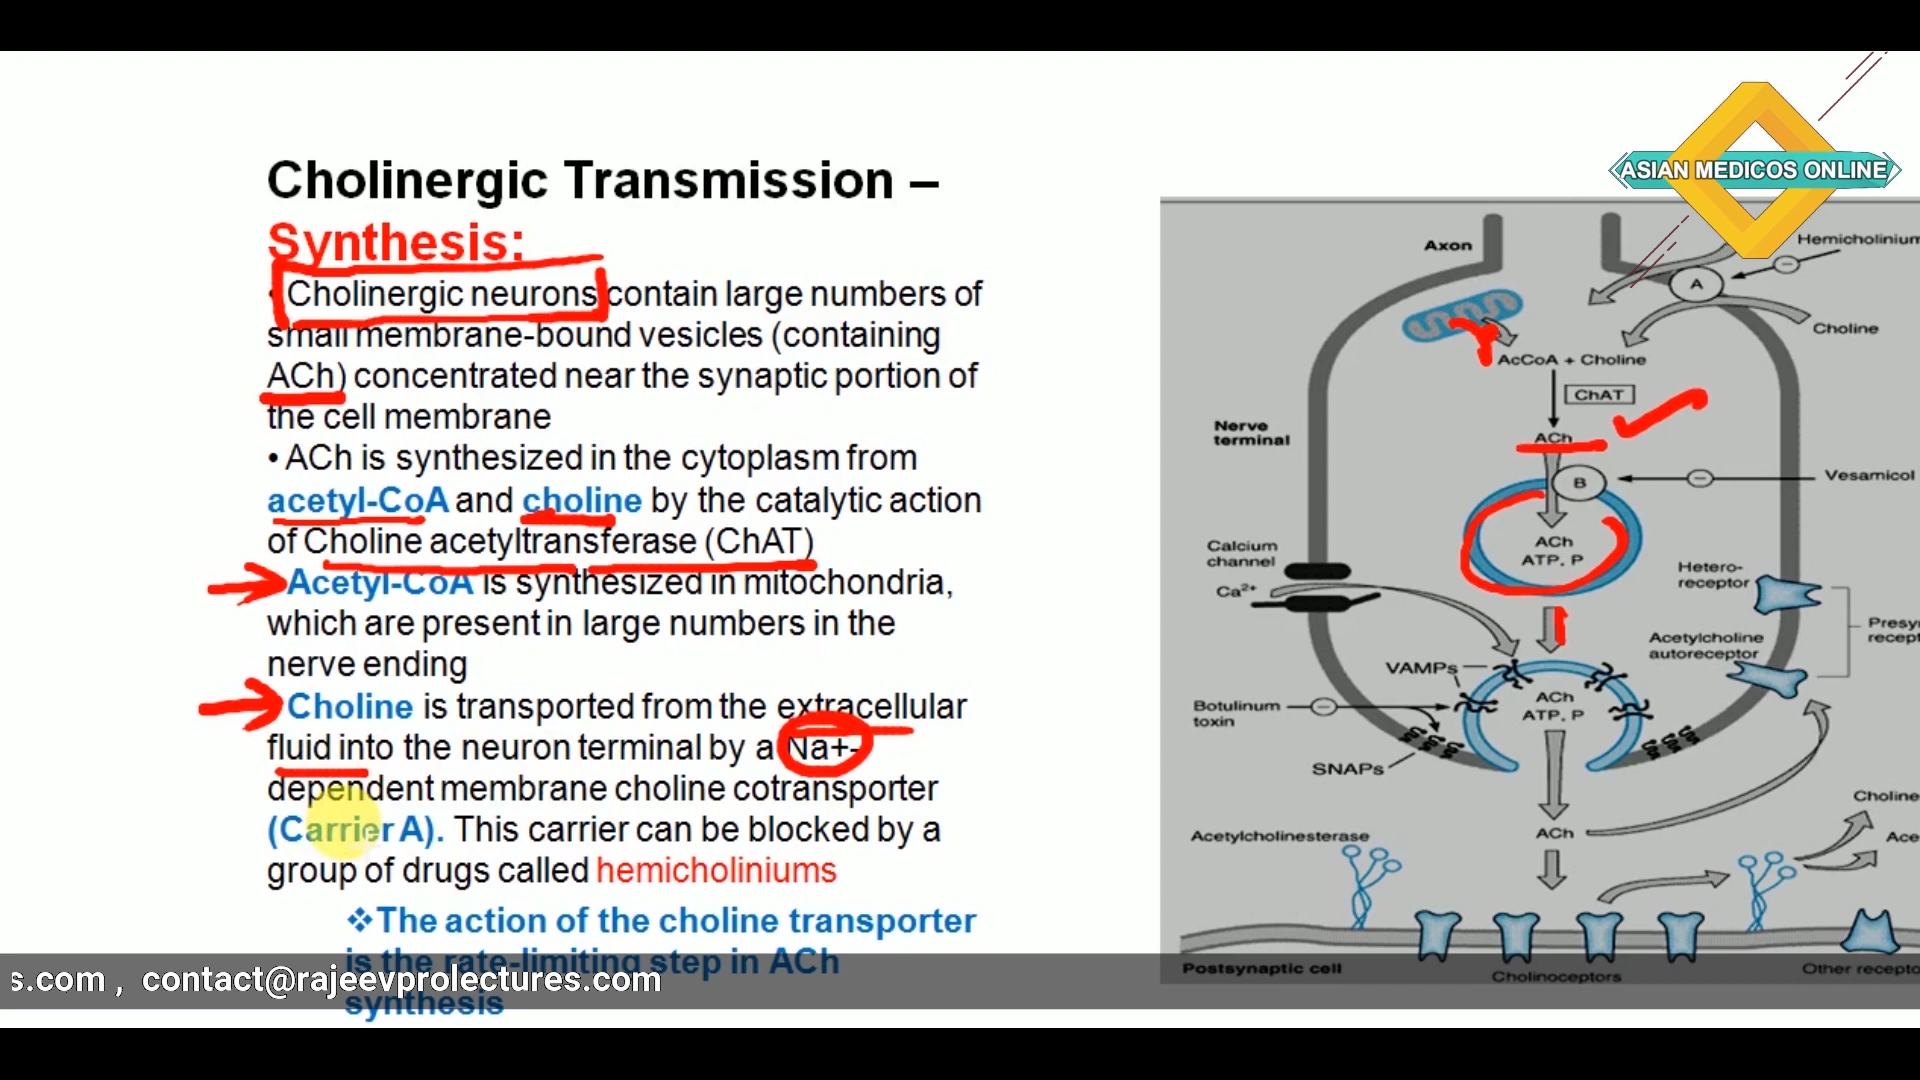 ASIAN MEDICOS ONLINE
Cholinergic Transmission –
Synthesis:
• Cholinergic neurons contain large numbers of
small membrane-bound vesicles (containing
ACh) concentrated near the synaptic portion of
the cell membrane
• ACh is synthesized in the cytoplasm from
acetyl-CoA and choline by the catalytic action
of Choline acetyltransferase (ChAT)
Acetyl-CoA is synthesized in mitochondria,
which are present in large numbers in the
nerve ending
Choline is transported from the extracellular
fluid into the neuron terminal by a Na+-
dependent membrane choline cotransporter
(Carrier A). This carrier can be blocked by a
group of drugs called hemicholiniums
❖The action of the choline transporter
is the rate-limiting step in ACh
synthesis
s.com , contact@rajeevprolectures.com
Axon
Hemicholinium
A
Choline
AcCoA + Choline
ChAT
ACh
Nerve
terminal
B
Vesamicol
ACh
ATP, P
Calcium
channel
Ca²⁺
Hetero-
receptor
Presy
recept
Acetylcholine
autoreceptor
VAMPs
ACh
ATP, P
Botulinum
toxin
SNAPs
Choline
ACh
Acetylcholinesterase
Ace
Postsynaptic cell
Cholinoceptors
Other recepto